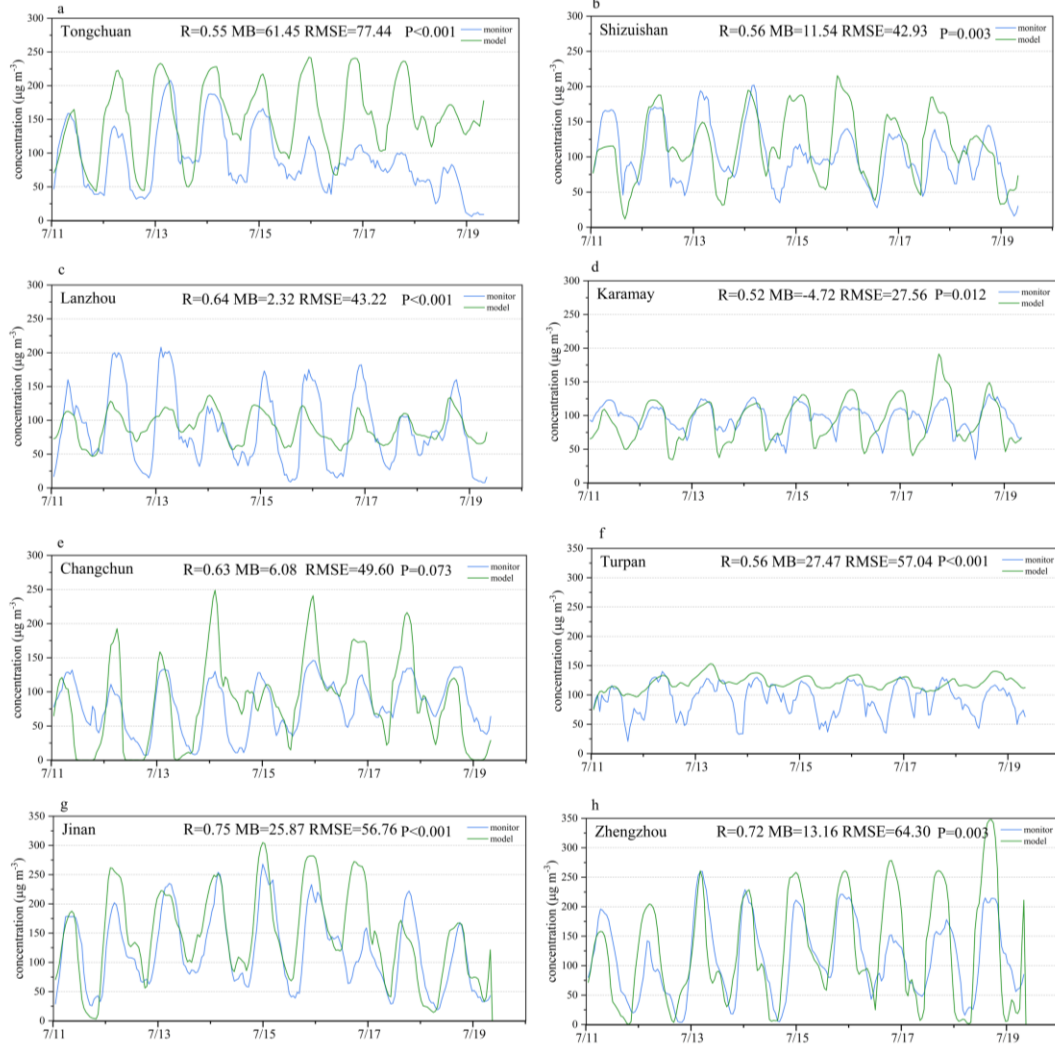 a
Tongchuan R=0.55 MB=61.45 RMSE=77.44 P<0.001
monitor
model
concentration (μg m-3)
300
250
200
150
100
50
0
7/11 7/13 7/15 7/17 7/19
b
Shizuishan R=0.56 MB=11.54 RMSE=42.93 P=0.003
monitor
model
concentration (μg m-3)
300
250
200
150
100
50
0
7/11 7/13 7/15 7/17 7/19
c
Lanzhou R=0.64 MB=2.32 RMSE=43.22 P<0.001
monitor
model
concentration (μg m-3)
300
250
200
150
100
50
0
7/11 7/13 7/15 7/17 7/19
d
Karamay R=0.52 MB=-4.72 RMSE=27.56 P=0.012
monitor
model
concentration (μg m-3)
300
250
200
150
100
50
0
7/11 7/13 7/15 7/17 7/19
e
Changchun R=0.63 MB=6.08 RMSE=49.60 P=0.073
monitor
model
concentration (μg m-3)
300
250
200
150
100
50
0
7/11 7/13 7/15 7/17 7/19
f
Turpan R=0.56 MB=27.47 RMSE=57.04 P<0.001
monitor
model
concentration (μg m-3)
350
300
250
200
150
100
50
0
7/11 7/13 7/15 7/17 7/19
g
Jinan R=0.75 MB=25.87 RMSE=56.76 P<0.001
monitor
model
concentration (μg m-3)
350
300
250
200
150
100
50
0
7/11 7/13 7/15 7/17 7/19
h
Zhengzhou R=0.72 MB=13.16 RMSE=64.30 P=0.003
monitor
model
concentration (μg m-3)
350
300
250
200
150
100
50
0
7/11 7/13 7/15 7/17 7/19